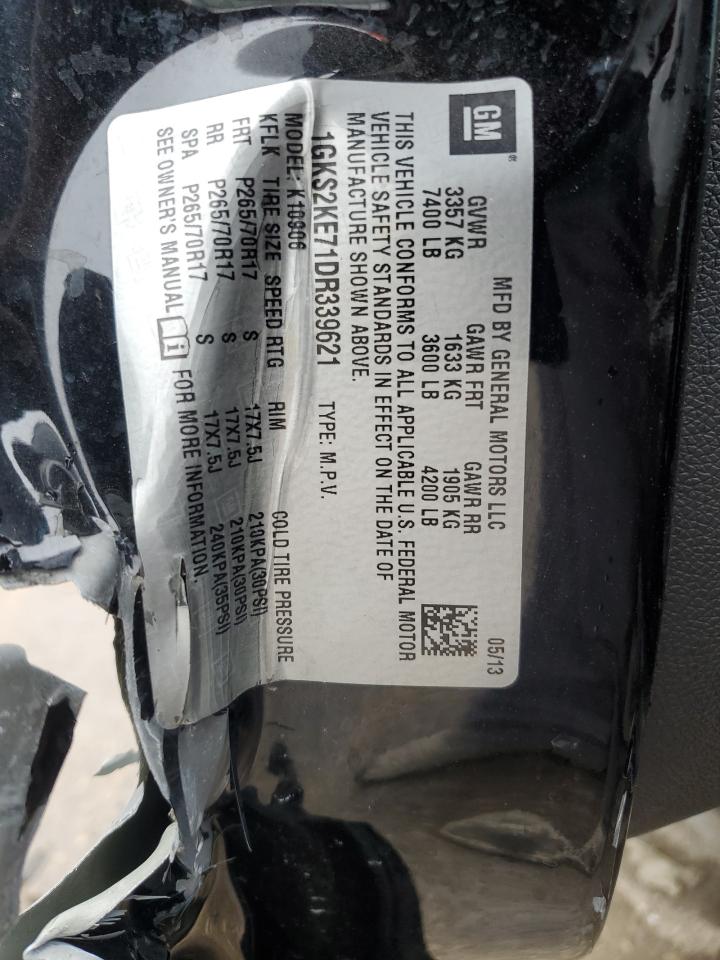 GM ®
MFD BY GENERAL MOTORS LLC 05/13
GVWR GAWR FRT GAWR RR
3357 KG 1633 KG 1905 KG
7400 LB 3600 LB 4200 LB
THIS VEHICLE CONFORMS TO ALL APPLICABLE U.S. FEDERAL MOTOR
VEHICLE SAFETY STANDARDS IN EFFECT ON THE DATE OF
MANUFACTURE SHOWN ABOVE.
1GKS2KE71DR339621 TYPE: M.P.V.
MODEL: K10906
KFLK TIRE SIZE SPEED RTG RIM COLD TIRE PRESSURE
FRT P265/70R17 S 17X7.5J 210KPA(30PSI)
RR P265/70R17 S 17X7.5J 210KPA(30PSI)
SPA P265/70R17 S 17X7.5J 240KPA(35PSI)
SEE OWNER'S MANUAL i FOR MORE INFORMATION.